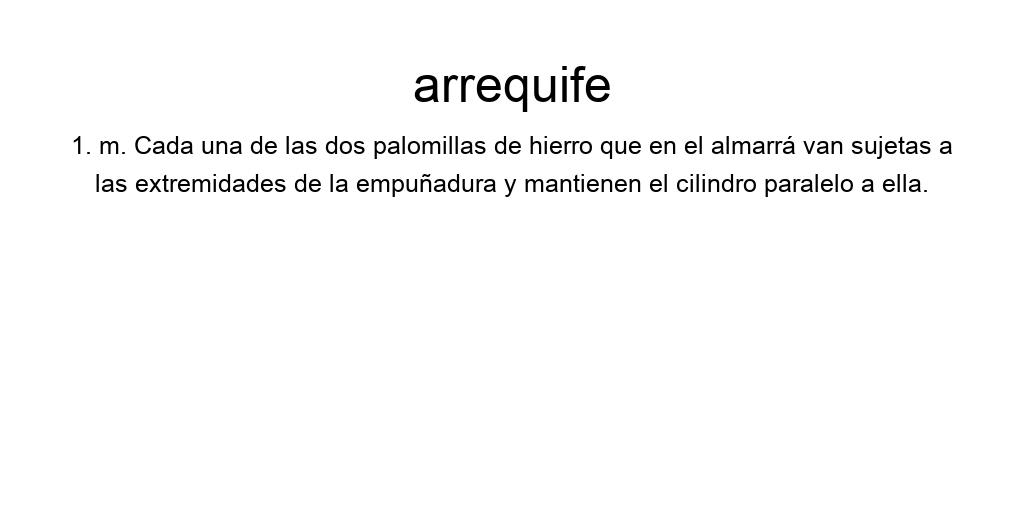 arrequife
1. m. Cada una de las dos palomillas de hierro que en el almarrá van sujetas a
las extremidades de la empuñadura y mantienen el cilindro paralelo a ella.